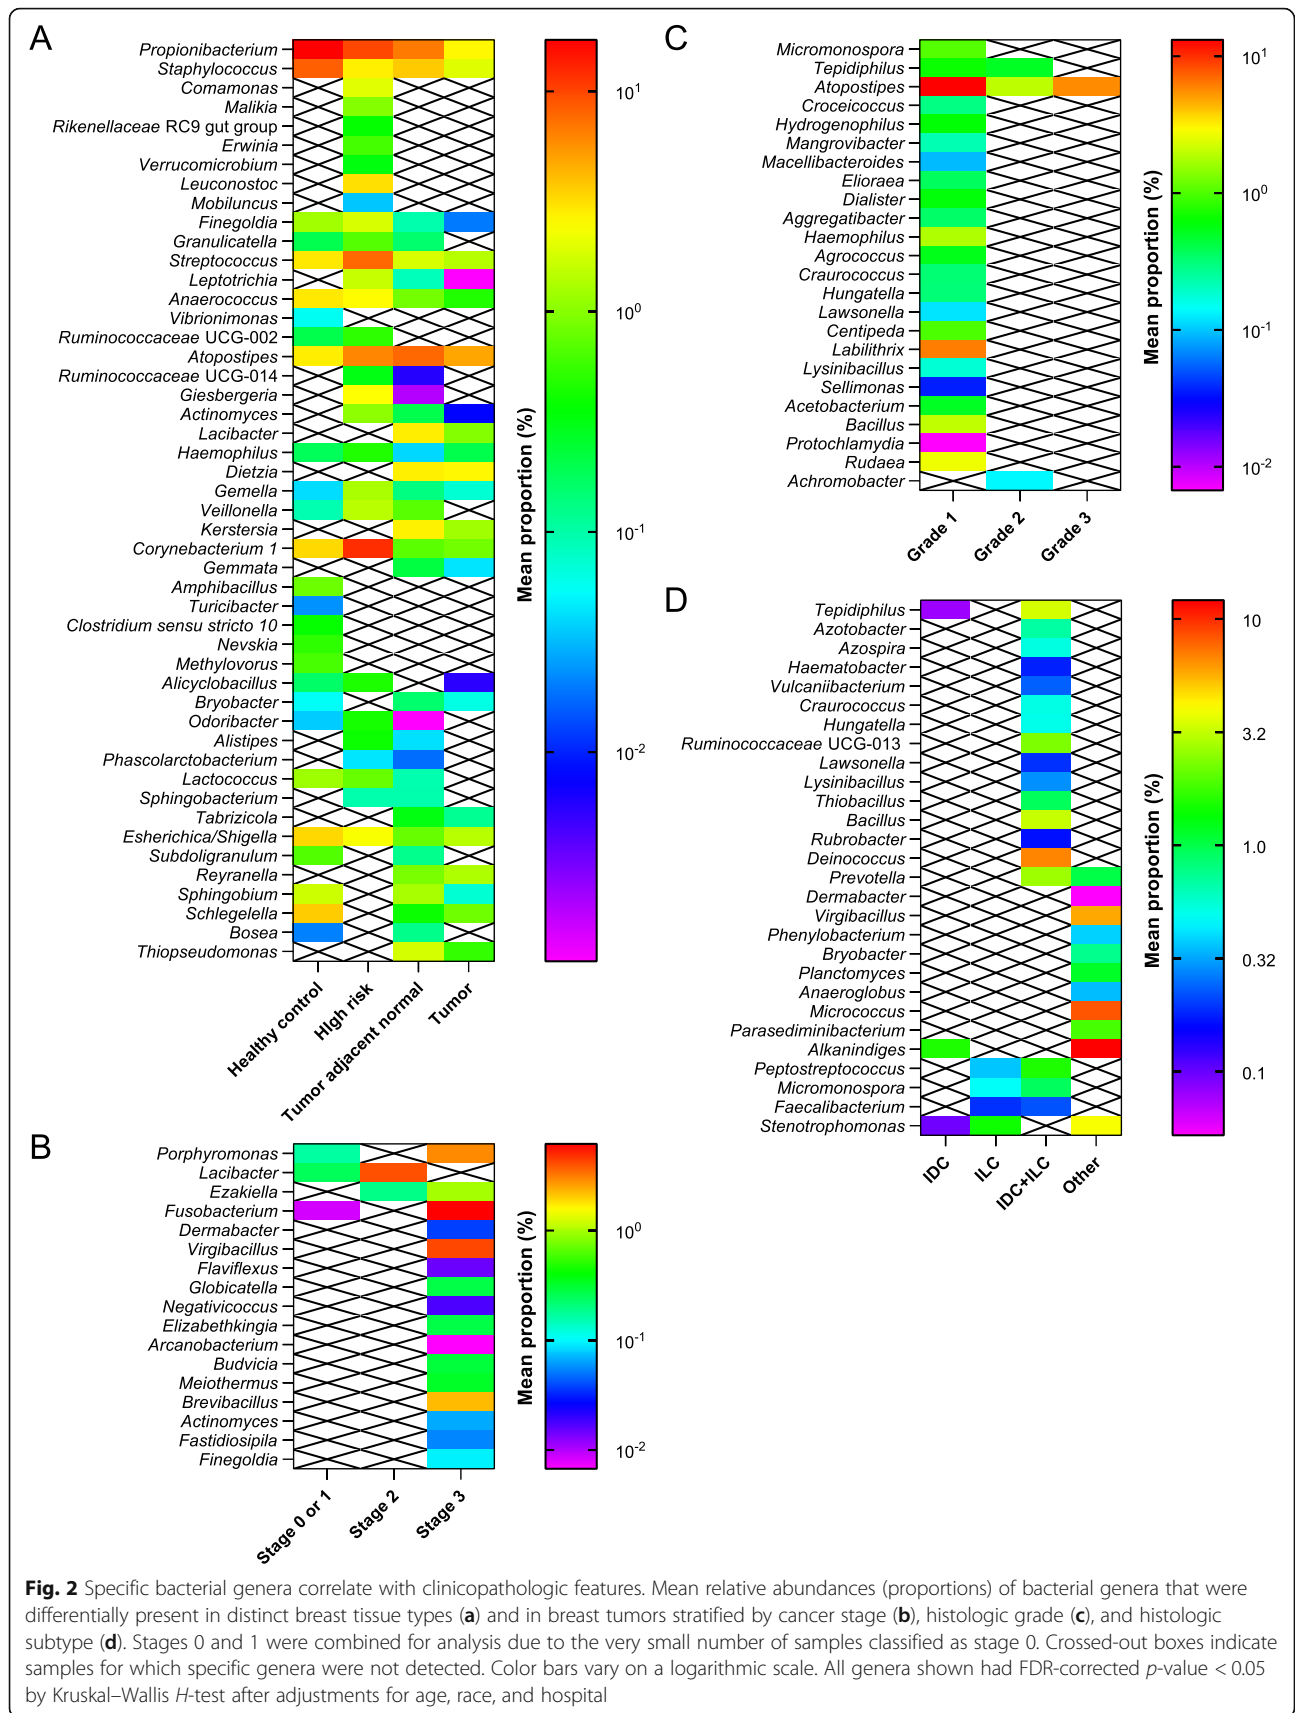 A
Propionibacterium
Staphylococcus
Comamonas
Malikia
Rikenellaceae RC9 gut group
Erwinia
Verrucomicrobium
Leuconostoc
Mobiluncus
Finegoldia
Granulicatella
Streptococcus
Leptotrichia
Anaerococcus
Vibrionimonas
Ruminococcaceae UCG-002
Atopostipes
Ruminococcaceae UCG-014
Giesbergeria
Actinomyces
Lacibacter
Haemophilus
Dietzia
Gemella
Veillonella
Kerstersia
Corynebacterium 1
Gemmata
Amphibacillus
Turicibacter
Clostridium sensu stricto 10
Nevskia
Methylovorus
Alicyclobacillus
Bryobacter
Odoribacter
Alistipes
Phascolarctobacterium
Lactococcus
Sphingobacterium
Tabrizicola
Esherichica/Shigella
Subdoligranulum
Reyranella
Sphingobium
Schlegelella
Bosea
Thiopseudomonas
Healthy control
HIgh risk
Tumor adjacent normal
Tumor
Mean proportion (%)
10¹
10⁰
10⁻¹
10⁻²
B
Porphyromonas
Lacibacter
Ezakiella
Fusobacterium
Dermabacter
Virgibacillus
Flaviflexus
Globicatella
Negativicoccus
Elizabethkingia
Arcanobacterium
Budvicia
Meiothermus
Brevibacillus
Actinomyces
Fastidiosipila
Finegoldia
Stage 0 or 1
Stage 2
Stage 3
Mean proportion (%)
10⁰
10⁻¹
10⁻²
C
Micromonospora
Tepidiphilus
Atopostipes
Croceicoccus
Hydrogenophilus
Mangrovibacter
Macellibacteroides
Elioraea
Dialister
Aggregatibacter
Haemophilus
Agrococcus
Craurococcus
Hungatella
Lawsonella
Centipeda
Labilithrix
Lysinibacillus
Sellimonas
Acetobacterium
Bacillus
Protochlamydia
Rudaea
Achromobacter
Grade 1
Grade 2
Grade 3
Mean proportion (%)
10¹
10⁰
10⁻¹
10⁻²
D
Tepidiphilus
Azotobacter
Azospira
Haematobacter
Vulcaniibacterium
Craurococcus
Hungatella
Ruminococcaceae UCG-013
Lawsonella
Lysinibacillus
Thiobacillus
Bacillus
Rubrobacter
Deinococcus
Prevotella
Dermabacter
Virgibacillus
Phenylobacterium
Bryobacter
Planctomyces
Anaeroglobus
Micrococcus
Parasediminibacterium
Alkanindiges
Peptostreptococcus
Micromonospora
Faecalibacterium
Stenotrophomonas
IDC
ILC
IDC+ILC
Other
Mean proportion (%)
10
3.2
1.0
0.32
0.1
Fig. 2 Specific bacterial genera correlate with clinicopathologic features. Mean relative abundances (proportions) of bacterial genera that were
differentially present in distinct breast tissue types (a) and in breast tumors stratified by cancer stage (b), histologic grade (c), and histologic
subtype (d). Stages 0 and 1 were combined for analysis due to the very small number of samples classified as stage 0. Crossed-out boxes indicate
samples for which specific genera were not detected. Color bars vary on a logarithmic scale. All genera shown had FDR-corrected p-value < 0.05
by Kruskal–Wallis H-test after adjustments for age, race, and hospital